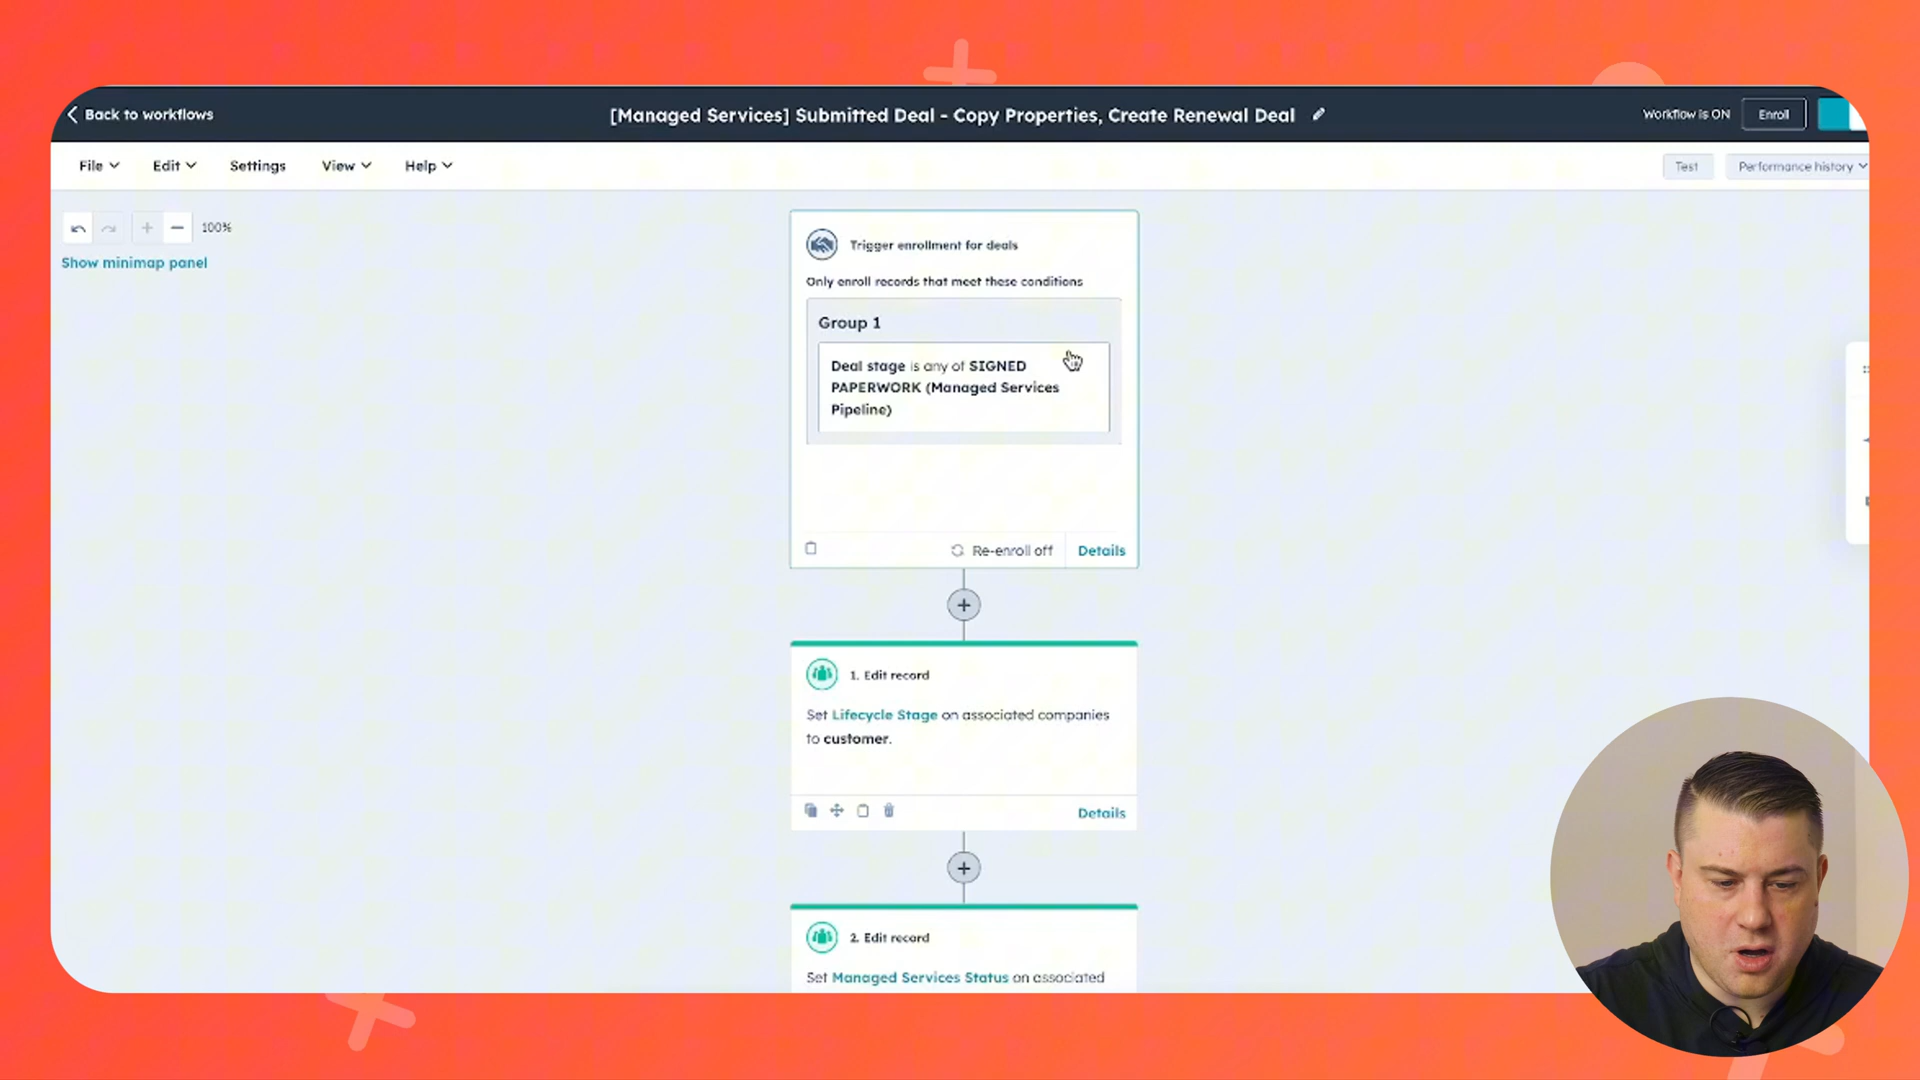 Back to workflows
[Managed Services] Submitted Deal - Copy Properties, Create Renewal Deal
Workflow is ON
Enroll
File
Edit
Settings
View
Help
Test
Performance history
100%
Show minimap panel
Trigger enrollment for deals
Only enroll records that meet these conditions
Group 1
Deal stage is any of SIGNED
PAPERWORK (Managed Services
Pipeline)
Re-enroll off
Details
1. Edit record
Set Lifecycle Stage on associated companies
to customer.
Details
2. Edit record
Set Managed Services Status on associated